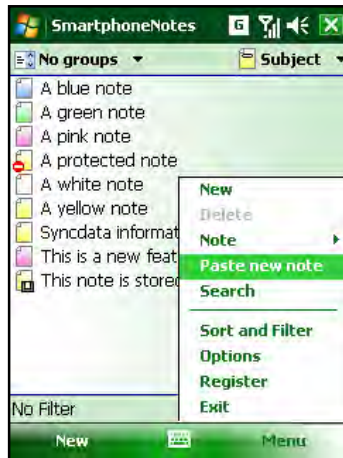 SmartphoneNotes G
No groups Subject
A blue note
A green note
A pink note
A protected note
A white note
A yellow note
Syncdata informat
This is a new feat
This note is stored
New
Delete
Note
Paste new note
Search
Sort and Filter
Options
Register
Exit
No Filter
New Menu